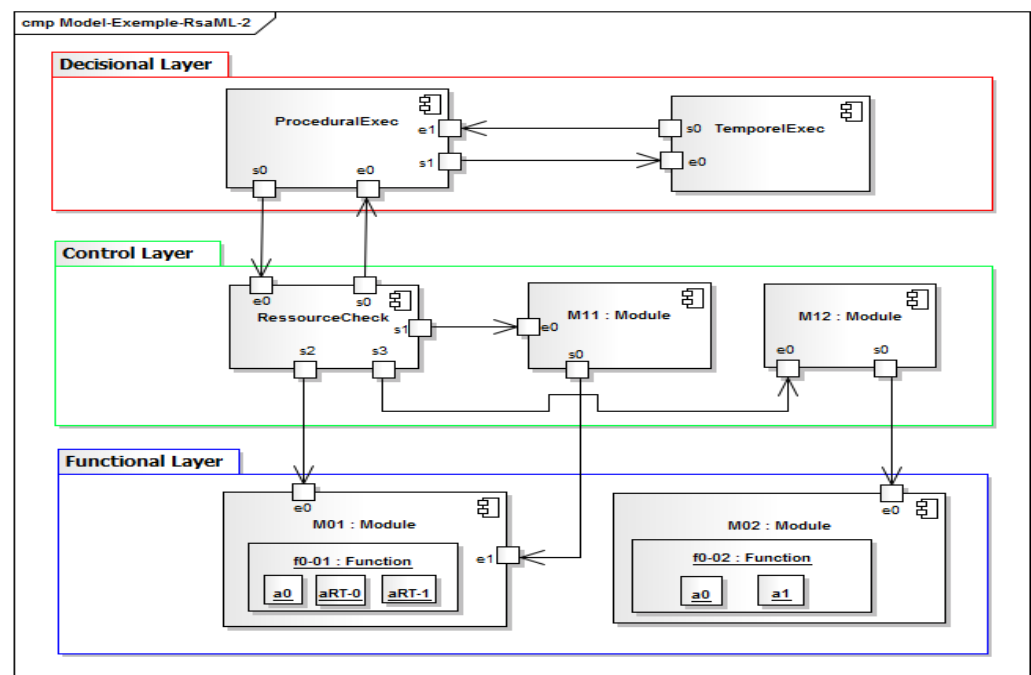 cmp Model-Exemple-RsaML-2
Decisional Layer
ProceduralExec
e1
s1
s0
e0
s0
TemporelExec
e0
Control Layer
e0
s0
RessourceCheck
s1
s2
s3
M11 : Module
e0
s0
M12 : Module
e0
s0
Functional Layer
e0
M01 : Module
e1
f0-01 : Function
a0
aRT-0
aRT-1
e0
M02 : Module
f0-02 : Function
a0
a1